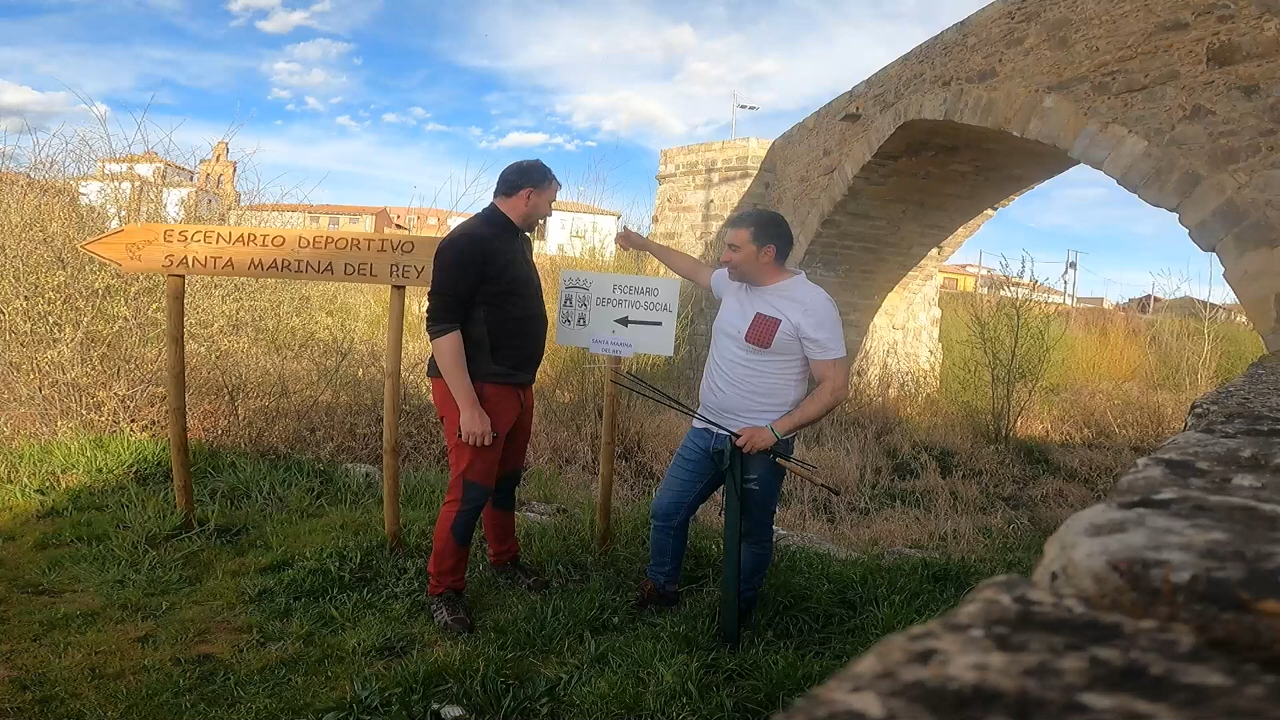 ESCENARIO DEPORTIVO
SANTA MARINA DEL REY
ESCENARIO
DEPORTIVO-SOCIAL
SANTA MARINA
DEL REY